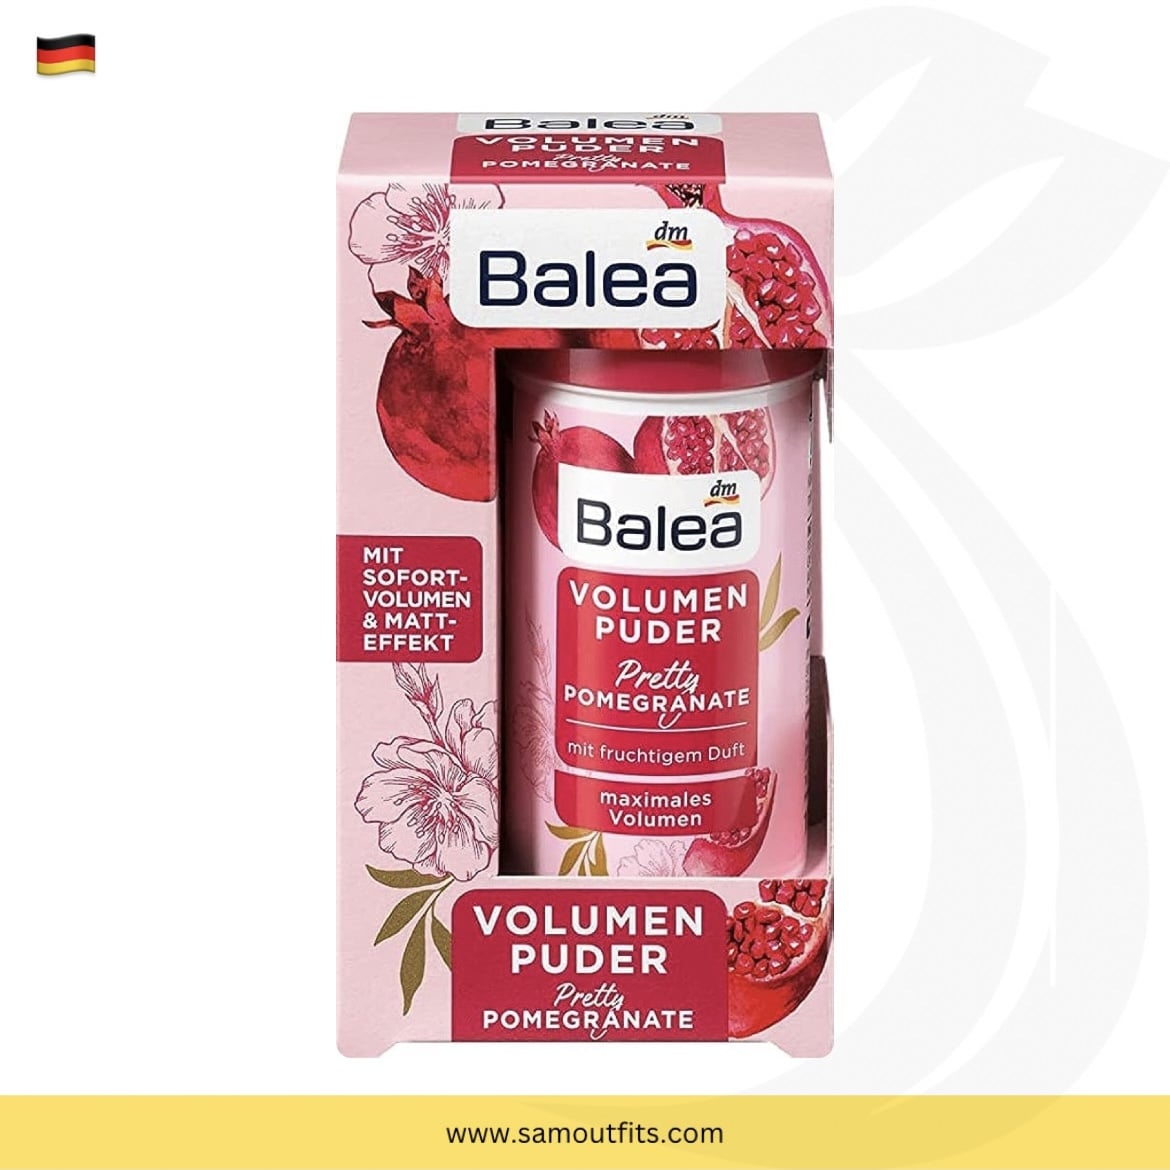 dm
Balea
VOLUMEN
PUDER
Pretty
POMEGRANATE
dm
Balea
MIT
SOFORT-
VOLUMEN
& MATT-
EFFEKT
dm
Balea
VOLUMEN
PUDER
Pretty
POMEGRANATE
mit fruchtigem Duft
maximales
Volumen
VOLUMEN
PUDER
Pretty
POMEGRANATE
www.samoutfits.com